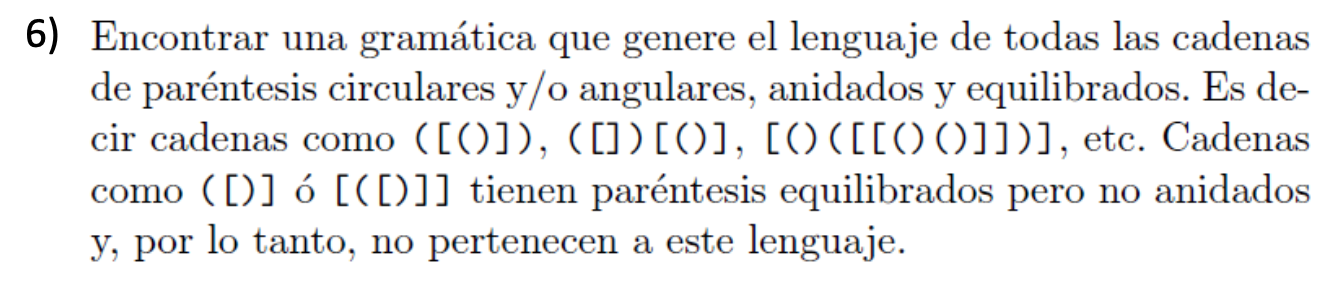 6) Encontrar una gramática que genere el lenguaje de todas las cadenas
de paréntesis circulares y/o angulares, anidados y equilibrados. Es de-
cir cadenas como ([()]), ([])[()], [()([[()()]])], etc. Cadenas
como ([)] ó [([)]] tienen paréntesis equilibrados pero no anidados
y, por lo tanto, no pertenecen a este lenguaje.